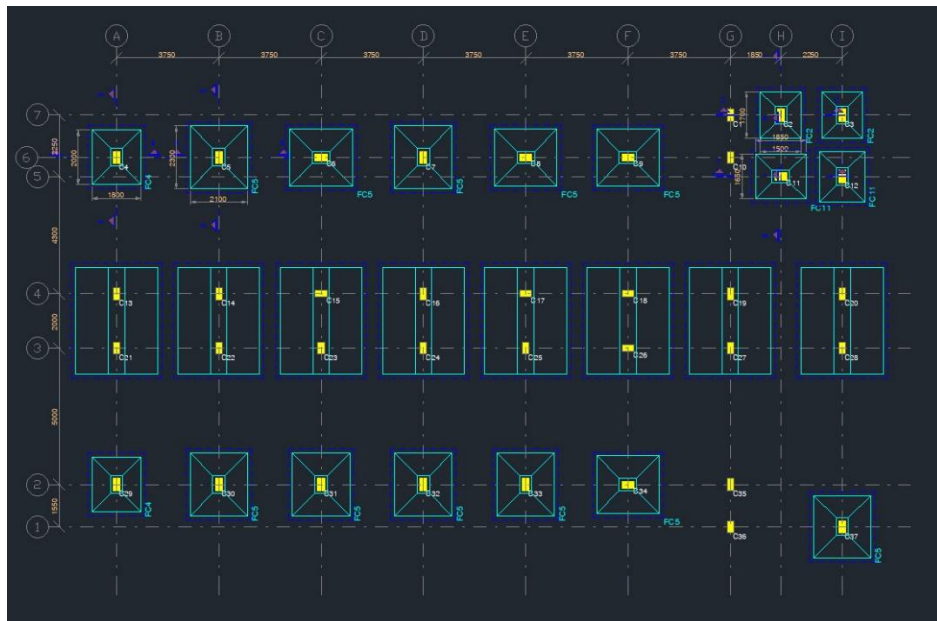 A B C D E F G H I
3750 3750 3750 3750 3750 3750 1850 2250
7 C1 C2 C3
1700
FC2 FC2
1850
2250
2000 2300 1500
6 C4 C5 C6 C7 C8 C9
5 C11 C12
1650
FC4 FC5 FC5 FC5 FC5 FC5
1800 2100
FC11 FC11
4300
4 C13 C14 C15 C16 C17 C18 C19 C20
2000
3 C21 C22 C23 C24 C25 C26 C27 C28
5000
2 C29 C30 C31 C32 C33 C34 C35
FC4 FC5 FC5 FC5 FC5 FC5
1550
1 C36 C37
FC5